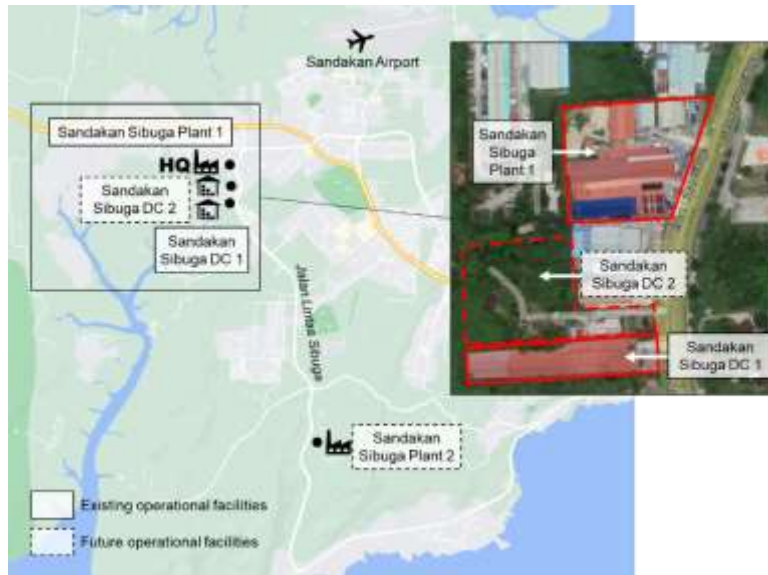 Sandakan Airport
Sandakan Sibuga Plant 1
HQ
Sandakan
Sibuga DC 2
Sandakan
Sibuga DC 1
Jalan Lintas Sibuga
Sandakan
Sibuga Plant 2
Existing operational facilities
Future operational facilities
Sandakan
Sibuga
Plant 1
Sandakan
Sibuga DC 2
Sandakan
Sibuga DC 1